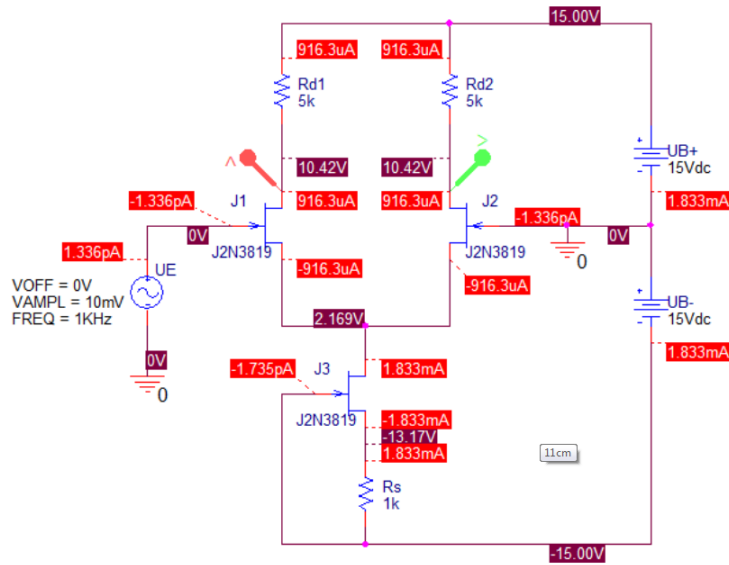 15.00V
916.3uA
916.3uA
Rd1
5k
Rd2
5k
UB+
15Vdc
10.42V
10.42V
V
V
916.3uA
916.3uA
1.833mA
-1.336pA
J1
J2
-1.336pA
0V
0V
J2N3819
J2N3819
0
1.336pA
UE
-916.3uA
-916.3uA
VOFF = 0V
VAMPL = 10mV
FREQ = 1KHz
UB-
15Vdc
2.169V
0V
0
-1.735pA
J3
1.833mA
1.833mA
J2N3819
-1.833mA
-13.17V
1.833mA
11cm
Rs
1k
-15.00V